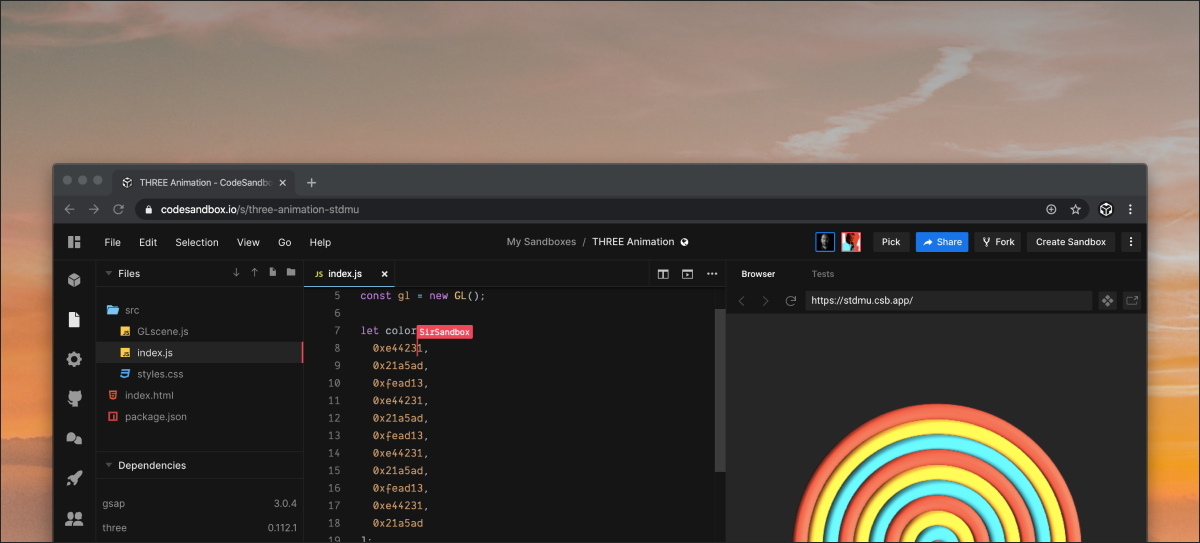 THREE Animation - CodeSandbo
codesandbox.io/s/three-animation-stdmu
File Edit Selection View Go Help
My Sandboxes / THREE Animation
Pick Share Fork Create Sandbox
Files
src
GLscene.js
index.js
styles.css
index.html
package.json
Dependencies
gsap 3.0.4
three 0.112.1
JS index.js
5 const gl = new GL();
6
7 let color
SirSandbox
8 0xe44231,
9 0x21a5ad,
10 0xfead13,
11 0xe44231,
12 0x21a5ad,
13 0xfead13,
14 0xe44231,
15 0x21a5ad,
16 0xfead13,
17 0xe44231,
18 0x21a5ad
19 ];
Browser Tests
https://stdmu.csb.app/